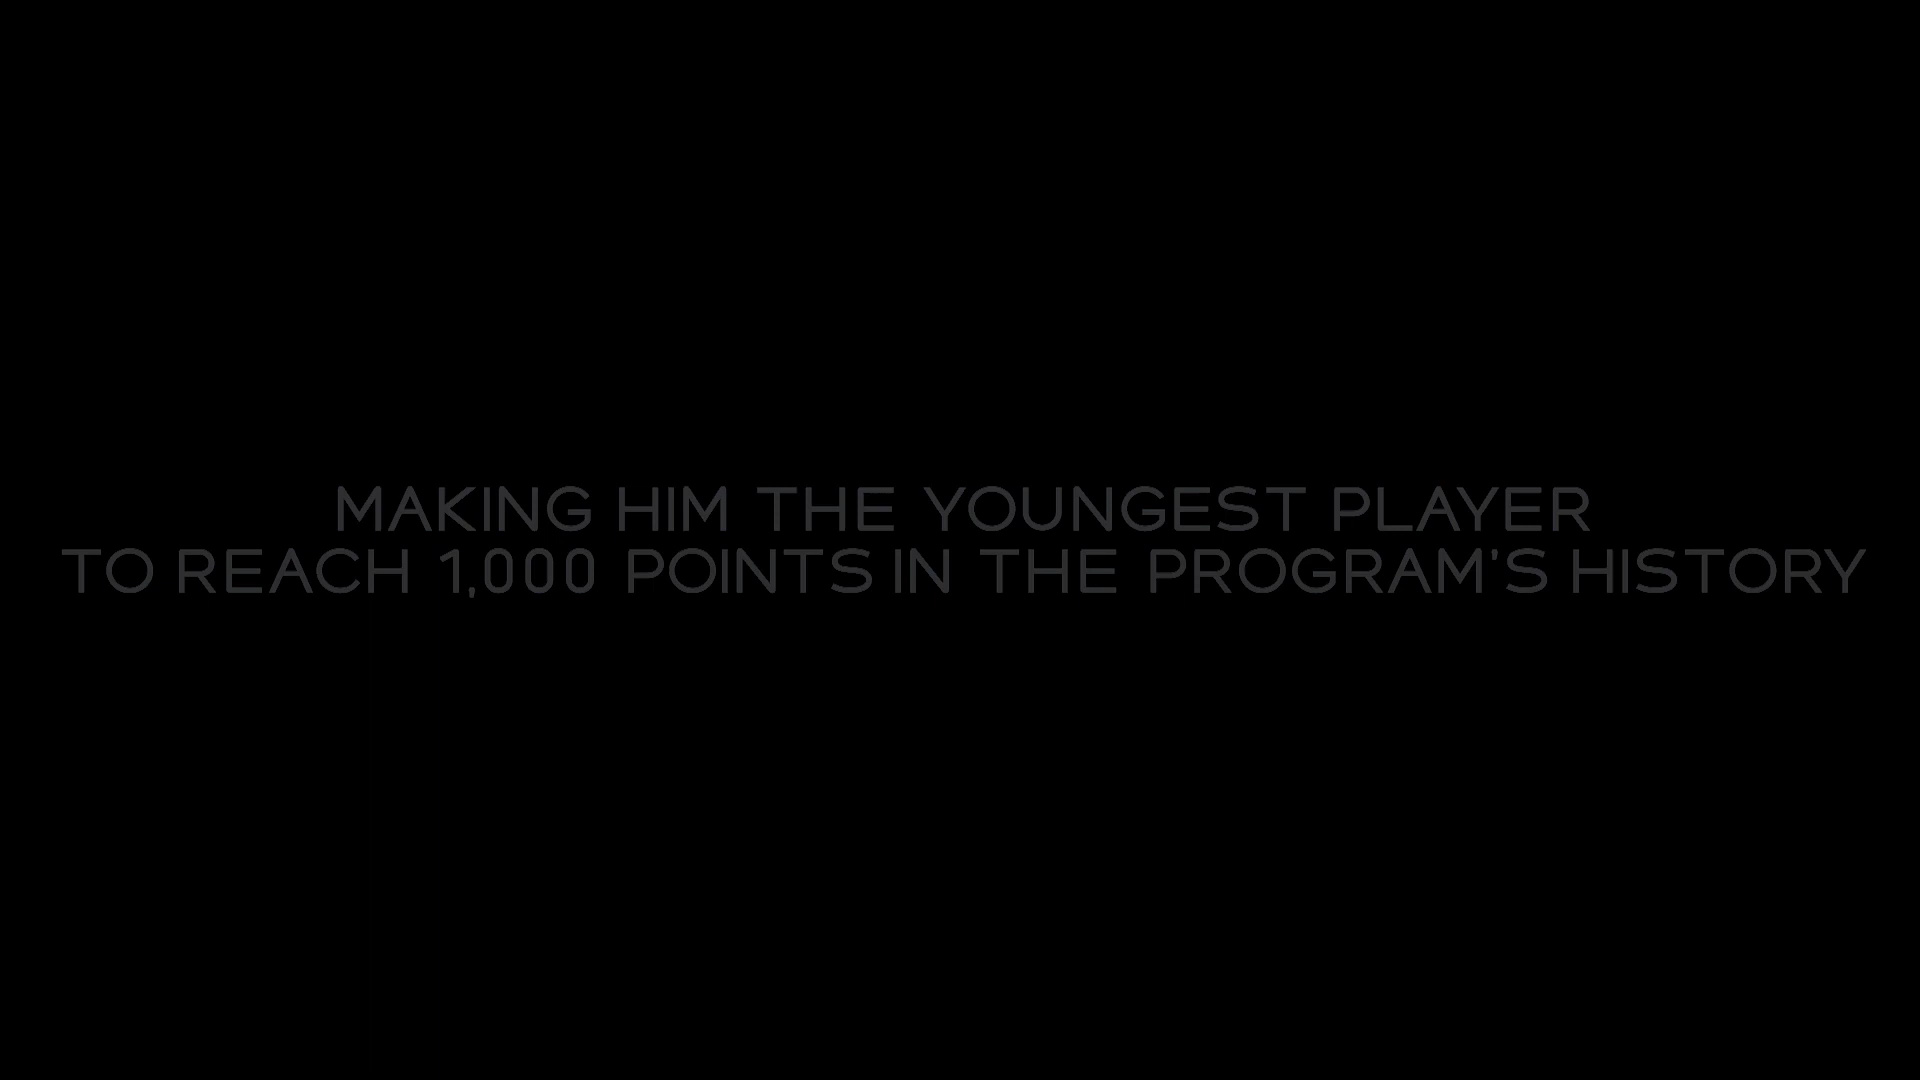 MAKING HIM THE YOUNGEST PLAYER
TO REACH 1,000 POINTS IN THE PROGRAM'S HISTORY